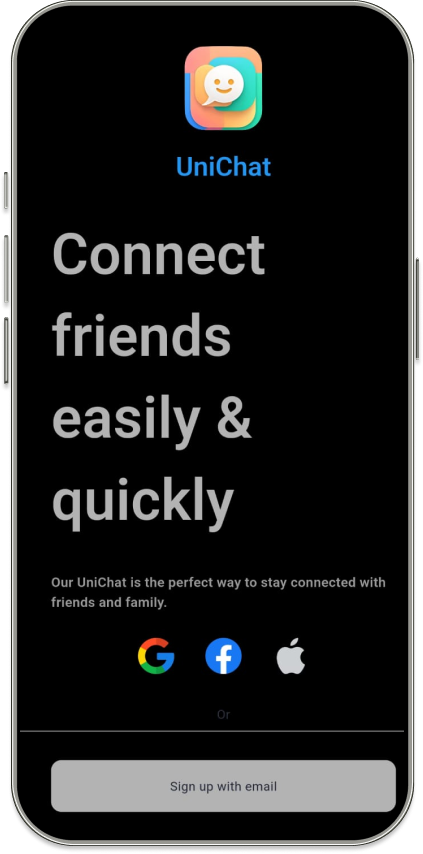 UniChat
Connect
friends
easily &
quickly
Our UniChat is the perfect way to stay connected with
friends and family.
Or
Sign up with email